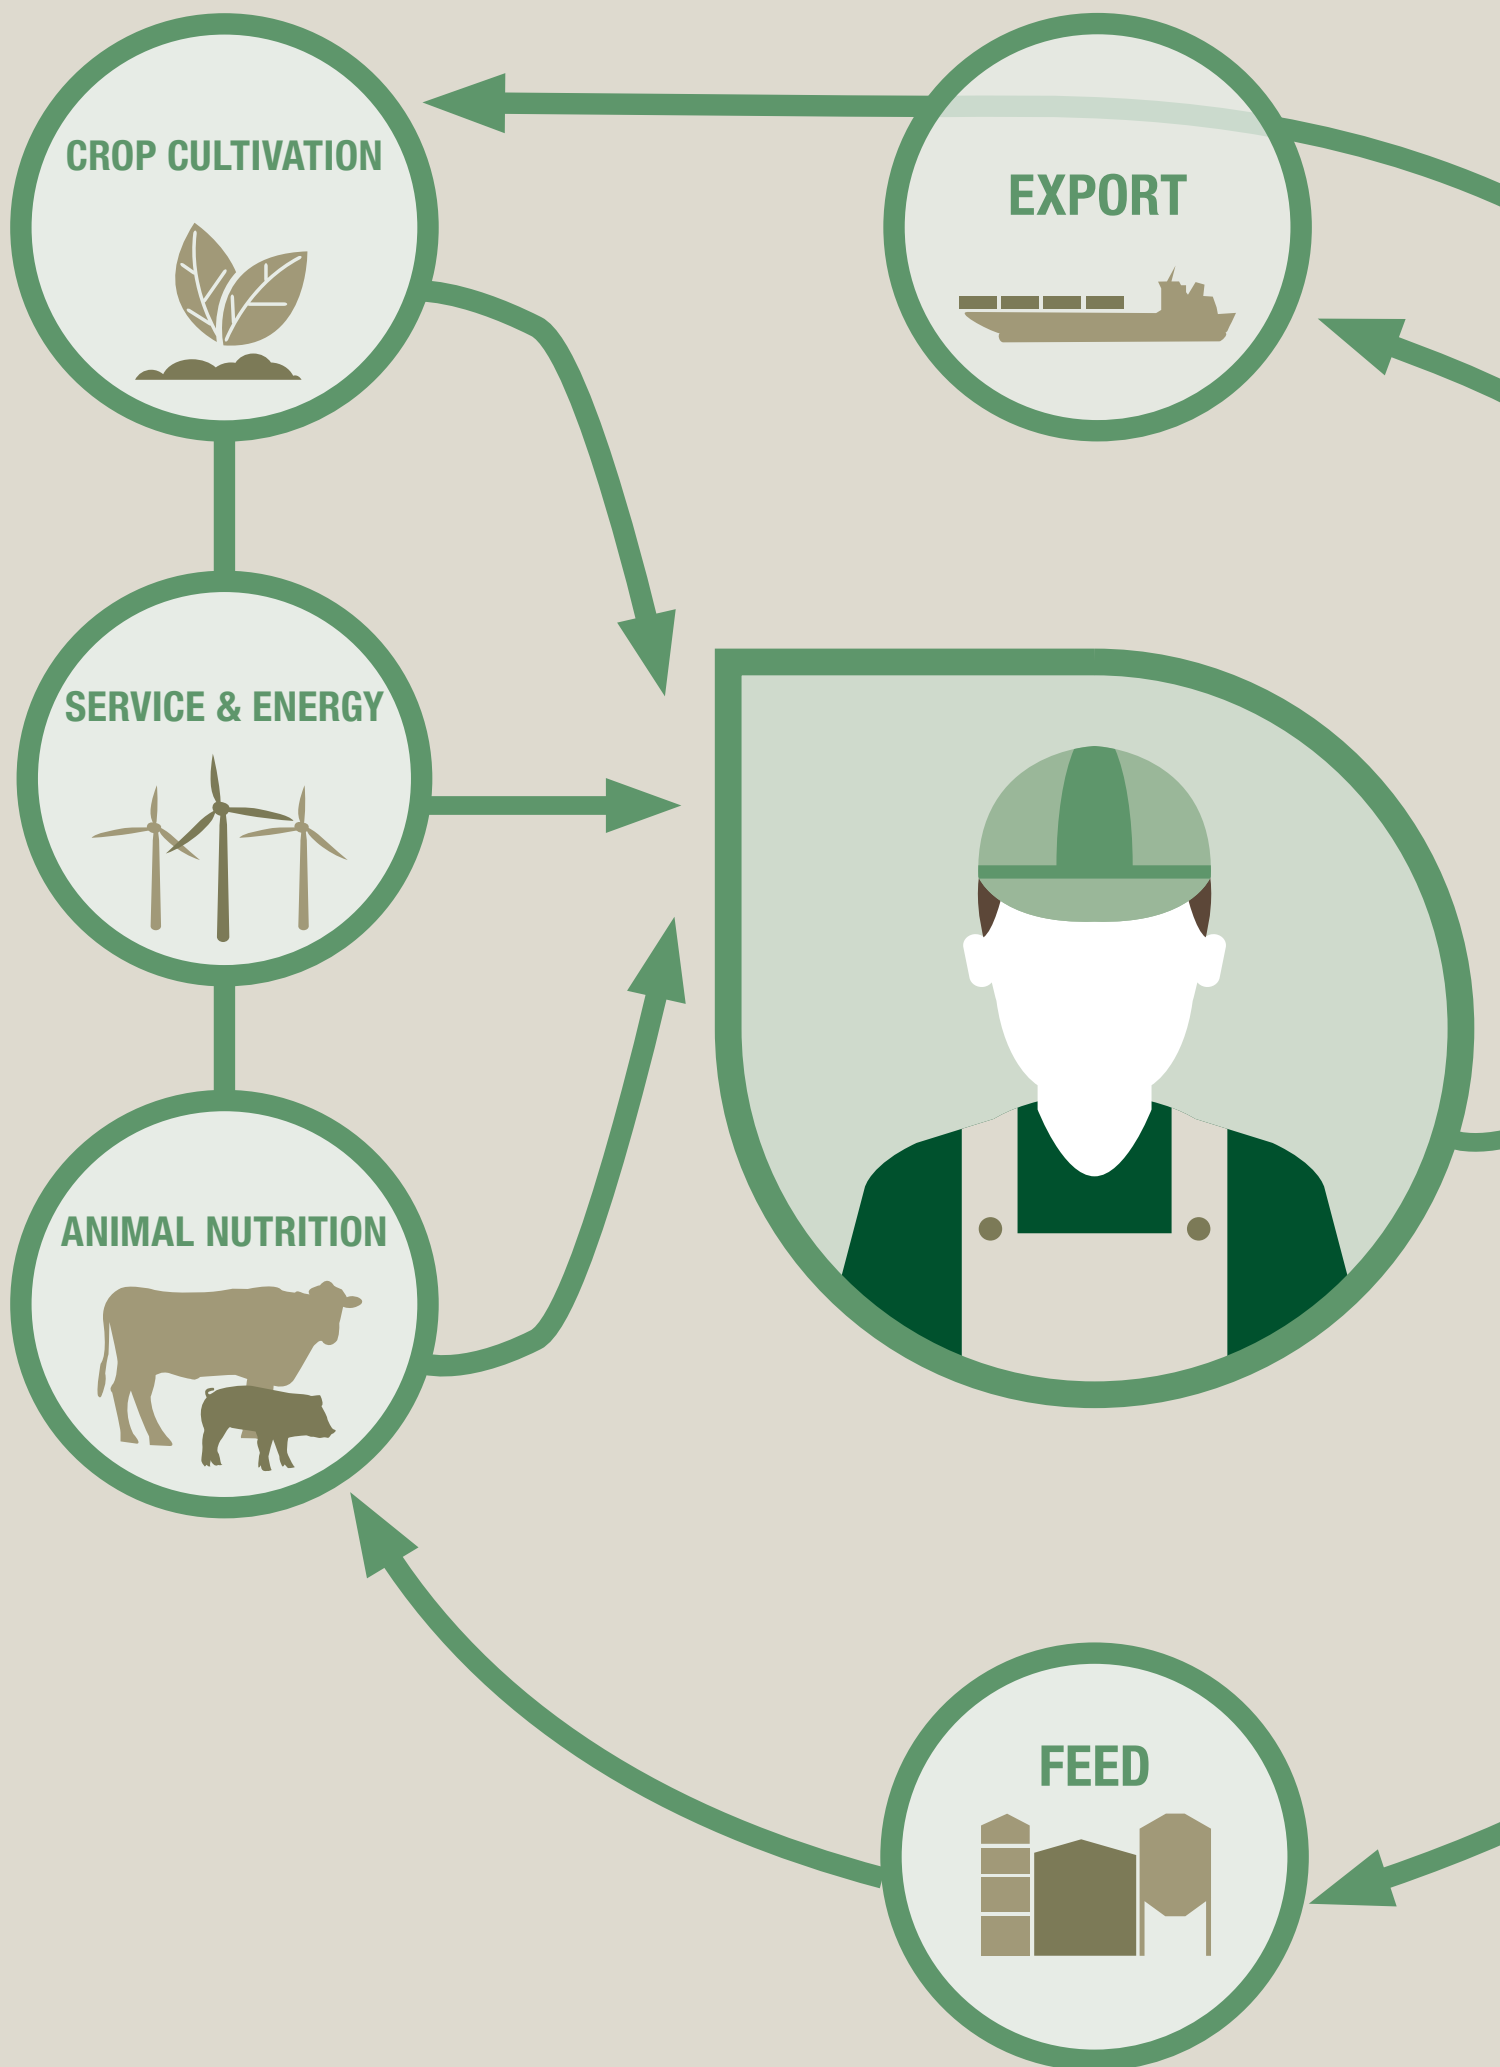 CROP CULTIVATION
EXPORT
SERVICE & ENERGY
ANIMAL NUTRITION
FEED